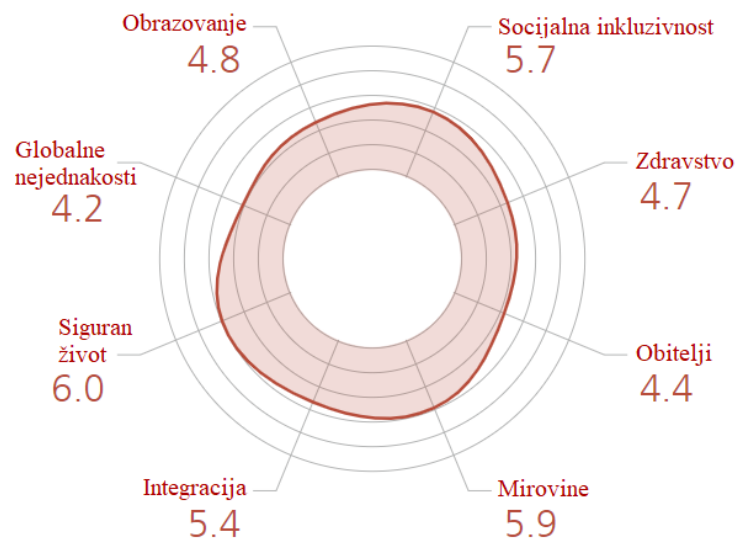 Obrazovanje
4.8
Socijalna inkluzivnost
5.7
Globalne
nejednakosti
4.2
Zdravstvo
4.7
Siguran
život
6.0
Obitelji
4.4
Integracija
5.4
Mirovine
5.9